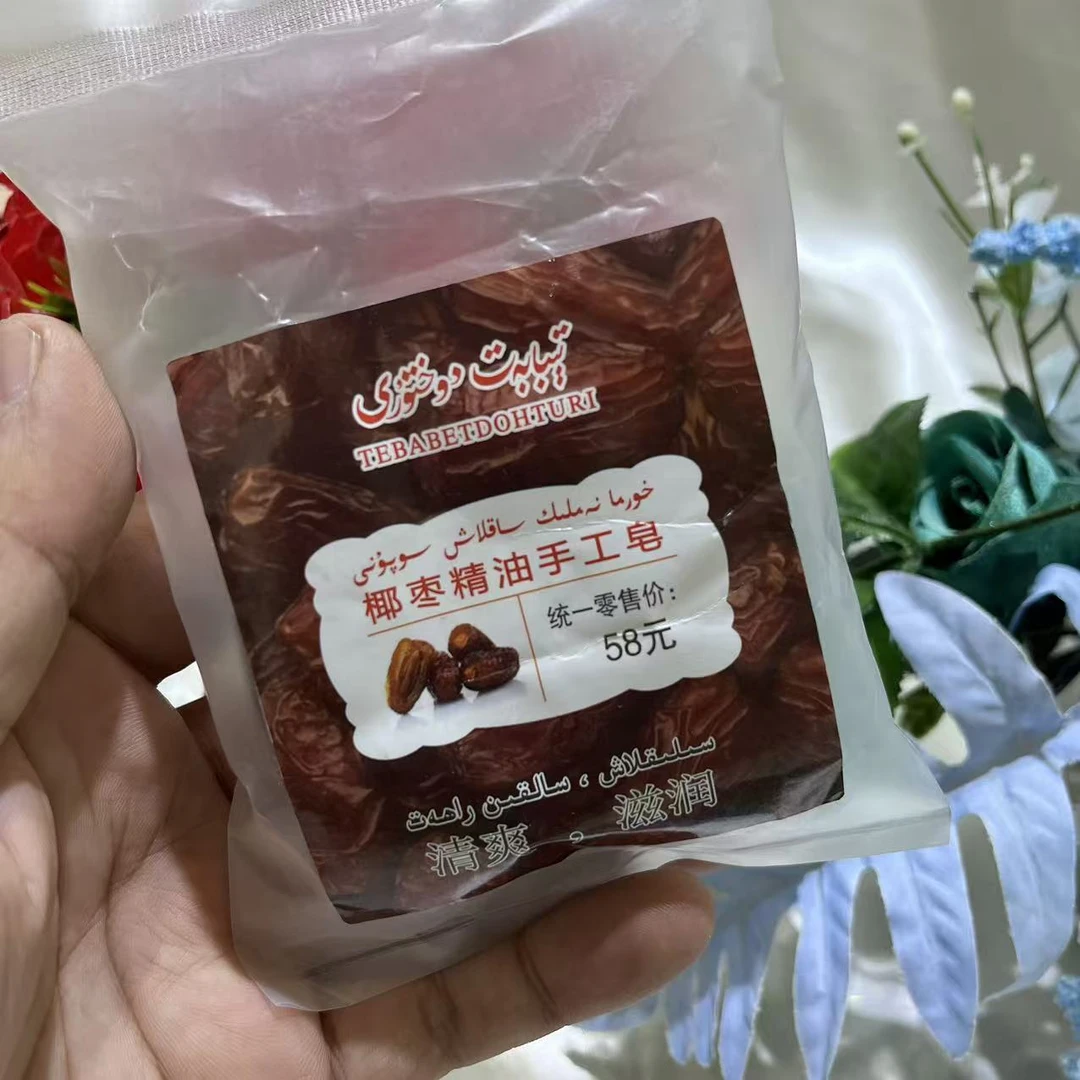 تېبابەت دوختۇرى
TEBABETDOHTURI
خورما نەملىك ساقلاش سوپۇنى
椰枣精油手工皂
统一零售价：
58元
سىلىقلاش ، سالقىن راھەت
清爽 . 滋润